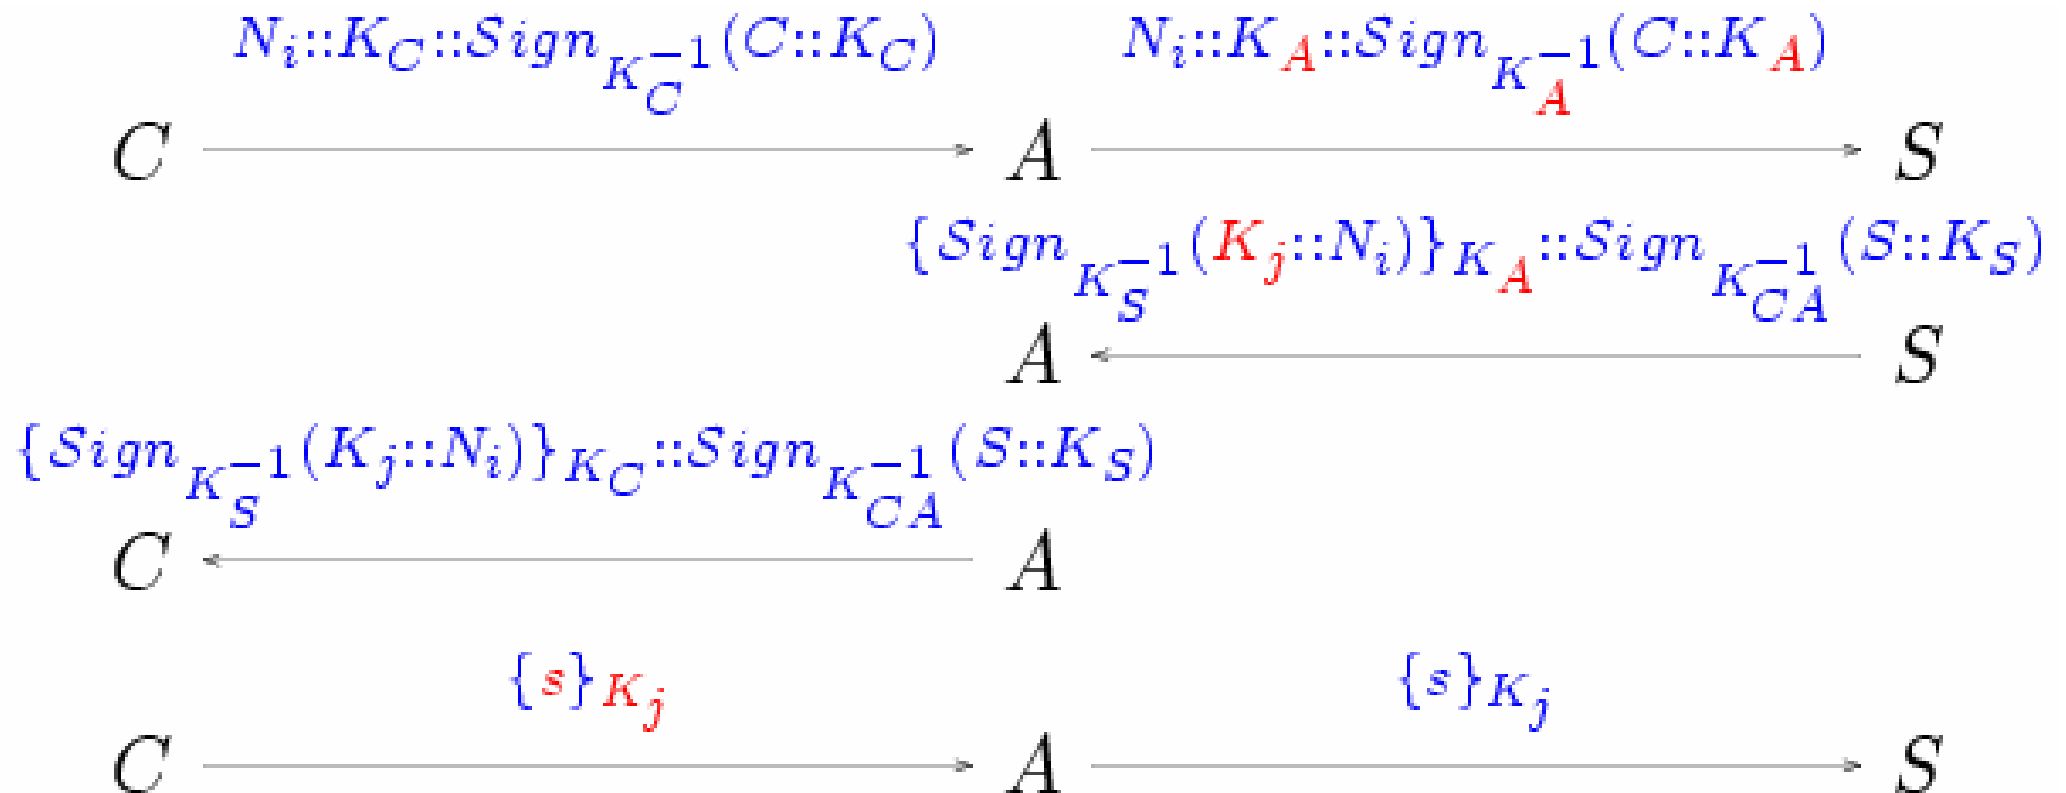 N_i::K_C::Sign_{K_C^{-1}}(C::K_C) N_i::K_A::Sign_{K_A^{-1}}(C::K_A)
C A S
{Sign_{K_S^{-1}}(K_j::N_i)}_{K_A}::Sign_{K_{CA}^{-1}}(S::K_S)
A S
{Sign_{K_S^{-1}}(K_j::N_i)}_{K_C}::Sign_{K_{CA}^{-1}}(S::K_S)
C A
{s}_{K_j} {s}_{K_j}
C A S